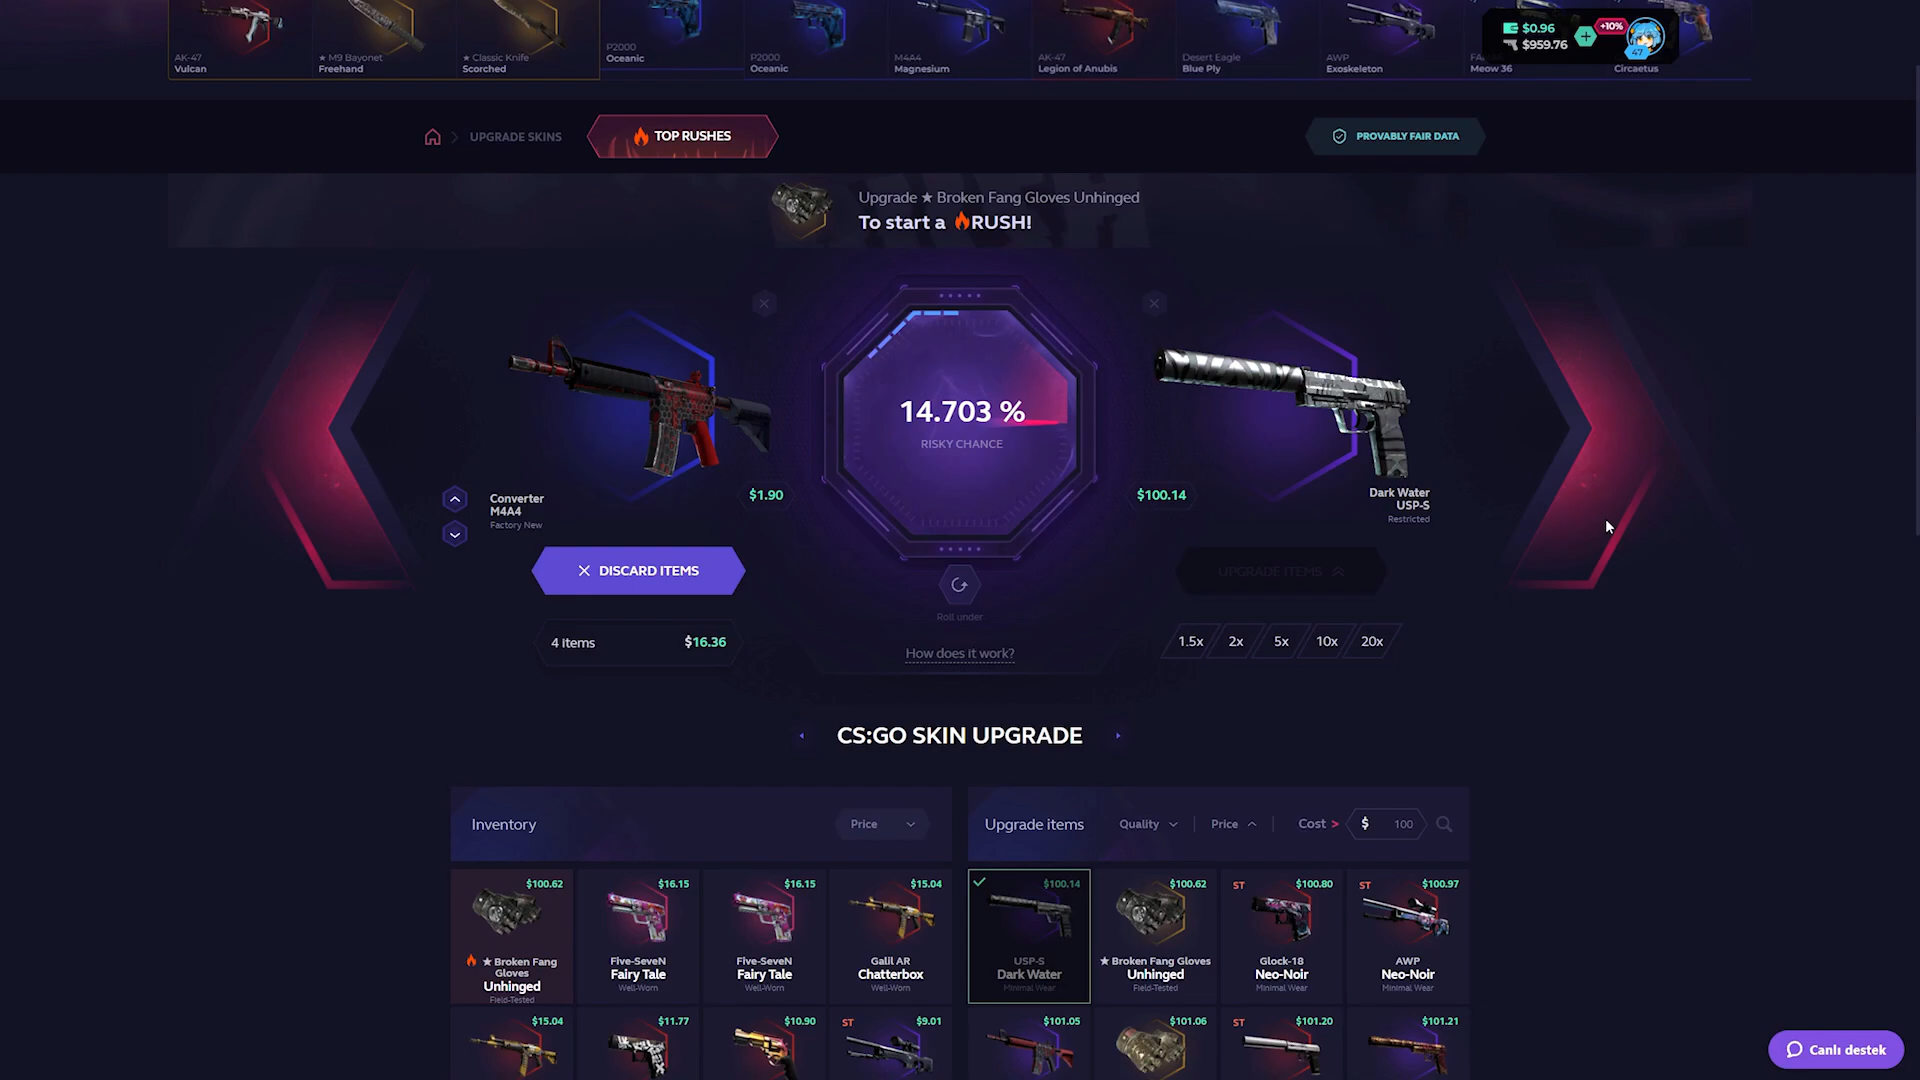 AK-47
Vulcan
★ M9 Bayonet
Freehand
★ Classic Knife
Scorched
P2000
Oceanic
P2000
Oceanic
M4A4
Magnesium
AK-47
Legion of Anubis
Desert Eagle
Blue Ply
AWP
Exoskeleton
Meow 36
Circaetus
$0.96
$959.76
+10%
47
UPGRADE SKINS
TOP RUSHES
PROVABLY FAIR DATA
Upgrade ★ Broken Fang Gloves Unhinged
To start a RUSH!
14.703 %
RISKY CHANCE
Converter
M4A4
Factory New
$1.90
$100.14
Dark Water
USP-S
Restricted
DISCARD ITEMS
UPGRADE ITEMS
Roll under
4 items
$16.36
How does it work?
1.5x
2x
5x
10x
20x
CS:GO SKIN UPGRADE
Inventory
Price
Upgrade items
Quality
Price
Cost >
$ 100
$100.62
★ Broken Fang
Gloves
Unhinged
Field-Tested
$16.15
Five-SeveN
Fairy Tale
Well-Worn
$16.15
Five-SeveN
Fairy Tale
Well-Worn
$15.04
Galil AR
Chatterbox
Well-Worn
$100.14
USP-S
Dark Water
Minimal Wear
$100.62
★ Broken Fang Gloves
Unhinged
Field-Tested
ST
$100.80
Glock-18
Neo-Noir
Minimal Wear
ST
$100.97
AWP
Neo-Noir
Minimal Wear
$15.04
$11.77
$10.90
ST
$9.01
$101.05
$101.06
ST
$101.20
$101.21
Canlı destek